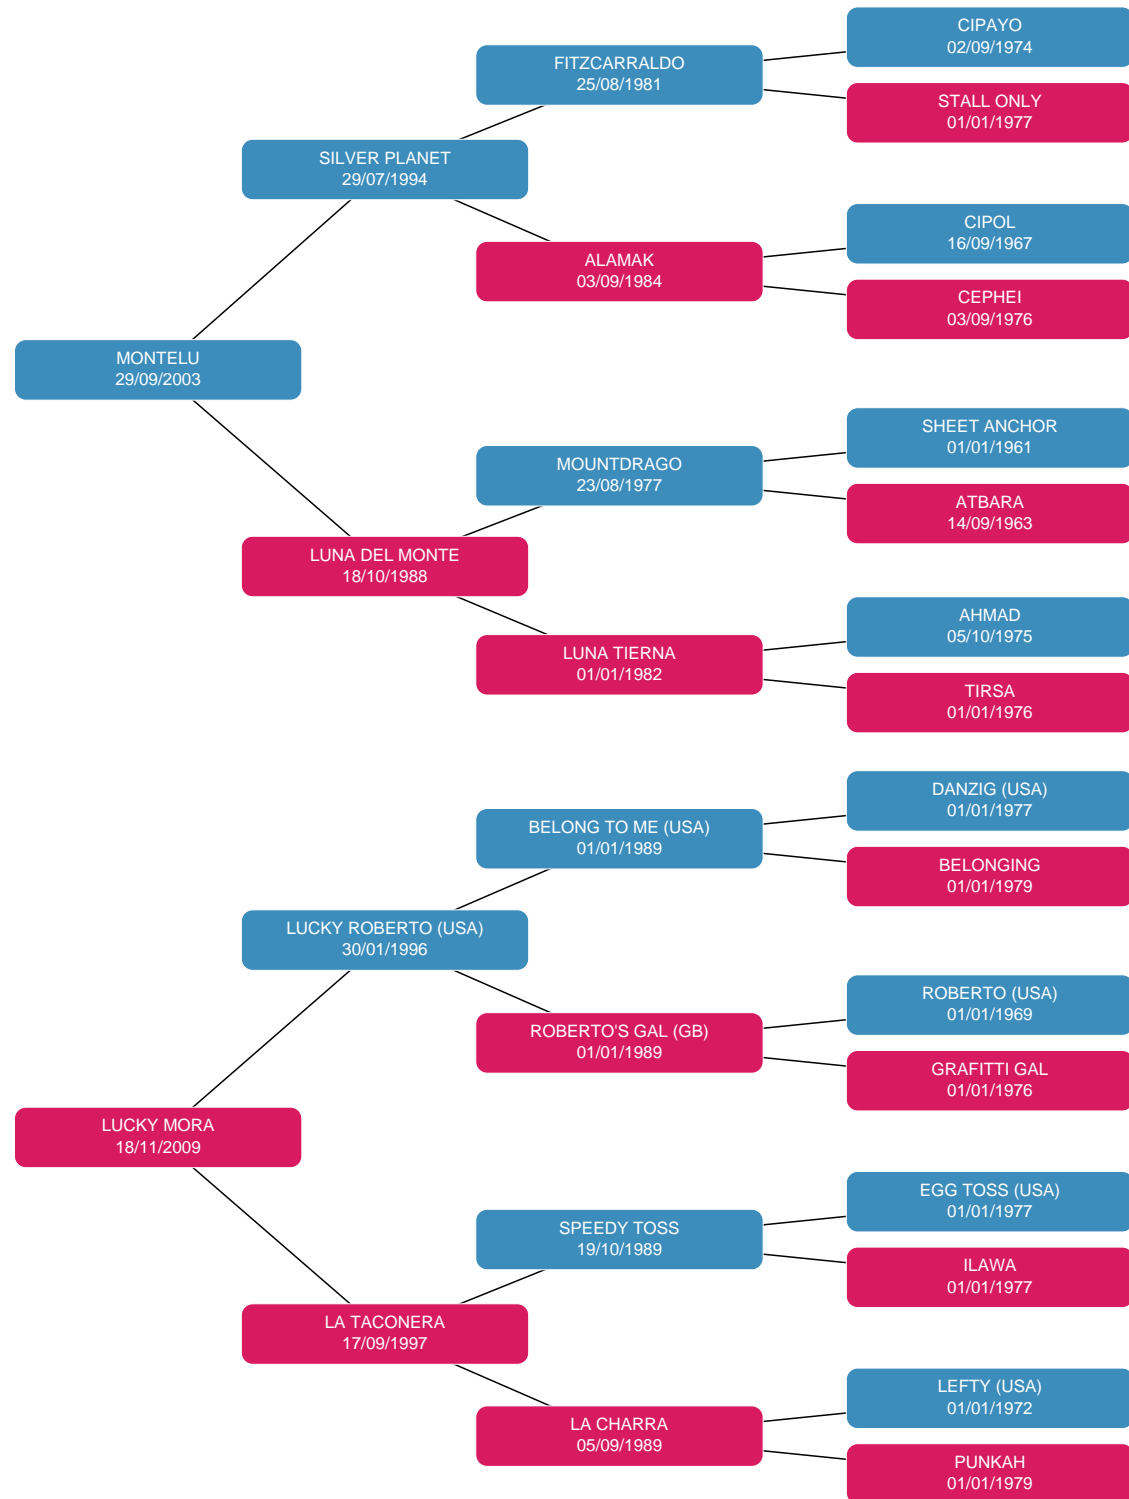 CIPAYO
02/09/1974
FITZCARRALDO
25/08/1981
STALL ONLY
01/01/1977
SILVER PLANET
29/07/1994
CIPOL
16/09/1967
ALAMAK
03/09/1984
CEPHEI
03/09/1976
MONTELU
29/09/2003
SHEET ANCHOR
01/01/1961
MOUNTDRAGO
23/08/1977
ATBARA
14/09/1963
LUNA DEL MONTE
18/10/1988
AHMAD
05/10/1975
LUNA TIERNA
01/01/1982
TIRSA
01/01/1976
DANZIG (USA)
01/01/1977
BELONG TO ME (USA)
01/01/1989
BELONGING
01/01/1979
LUCKY ROBERTO (USA)
30/01/1996
ROBERTO (USA)
01/01/1969
ROBERTO'S GAL (GB)
01/01/1989
GRAFITTI GAL
01/01/1976
LUCKY MORA
18/11/2009
EGG TOSS (USA)
01/01/1977
SPEEDY TOSS
19/10/1989
ILAWA
01/01/1977
LA TACONERA
17/09/1997
LEFTY (USA)
01/01/1972
LA CHARRA
05/09/1989
PUNKAH
01/01/1979